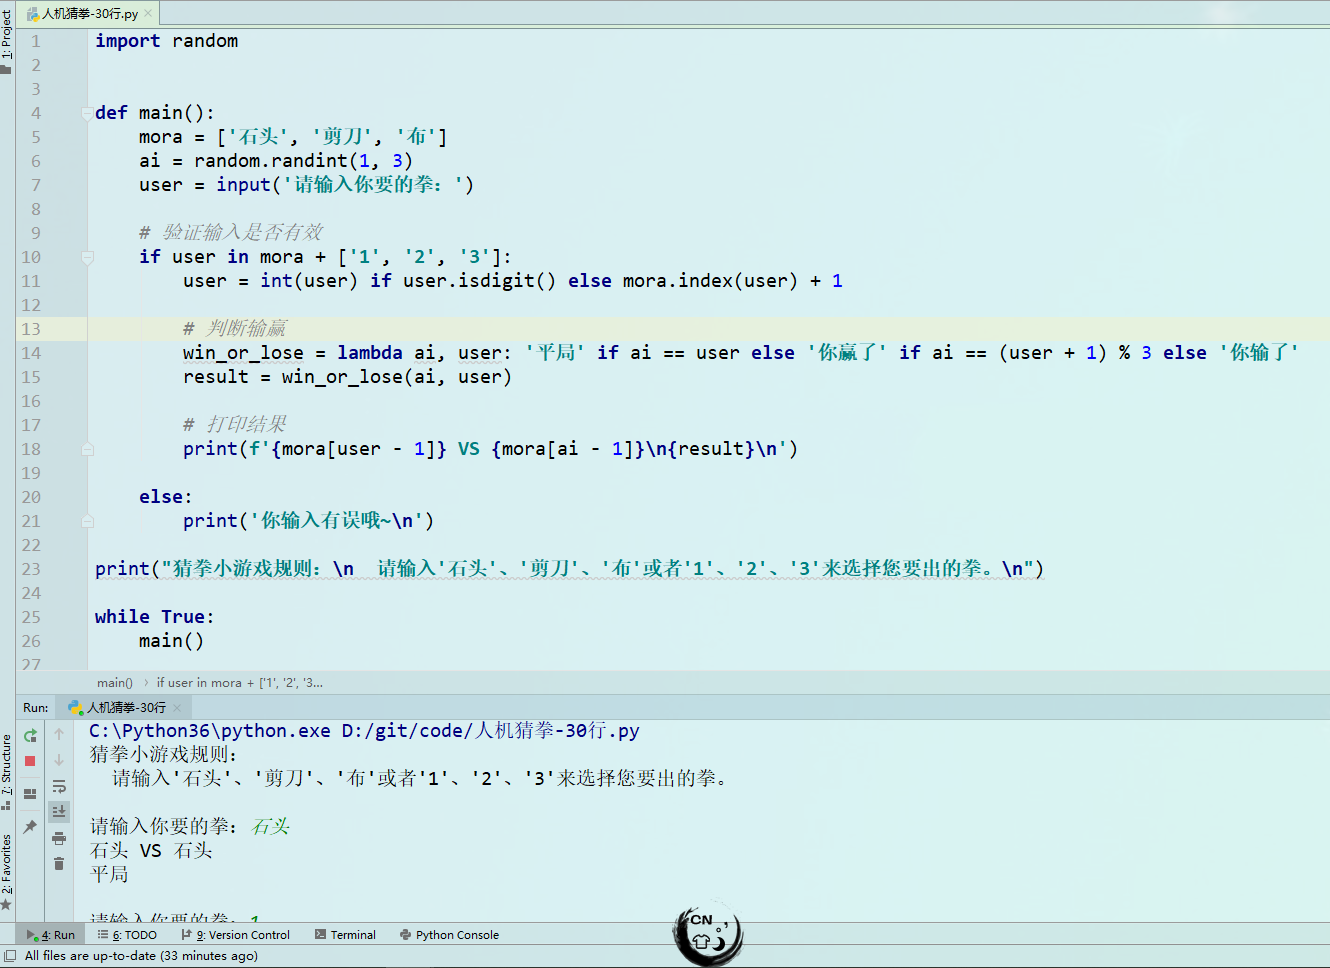 1: Project
人机猜拳-30行.py
1 import random
2
3
4 def main():
5 mora = ['石头', '剪刀', '布']
6 ai = random.randint(1, 3)
7 user = input('请输入你要的拳: ')
8
9 # 验证输入是否有效
10 if user in mora + ['1', '2', '3']:
11 user = int(user) if user.isdigit() else mora.index(user) + 1
12
13 # 判断输赢
14 win_or_lose = lambda ai, user: '平局' if ai == user else '你赢了' if ai == (user + 1) % 3 else '你输了'
15 result = win_or_lose(ai, user)
16
17 # 打印结果
18 print(f'{mora[user - 1]} VS {mora[ai - 1]}\n{result}\n')
19
20 else:
21 print('你输入有误哦~\n')
22
23 print("猜拳小游戏规则: \n  请输入'石头'、'剪刀'、'布'或者'1'、'2'、'3'来选择您要出的拳。\n")
24
25 while True:
26 main()
27
main() › if user in mora + ['1', '2', '3...
Run: 人机猜拳-30行
C:\Python36\python.exe D:/git/code/人机猜拳-30行.py
猜拳小游戏规则:
请输入'石头'、'剪刀'、'布'或者'1'、'2'、'3'来选择您要出的拳。
请输入你要的拳: 石头
石头 VS 石头
平局
请输入你要的拳: 1
7: Structure
2: Favorites
4: Run 6: TODO 9: Version Control Terminal Python Console
CN
All files are up-to-date (33 minutes ago)